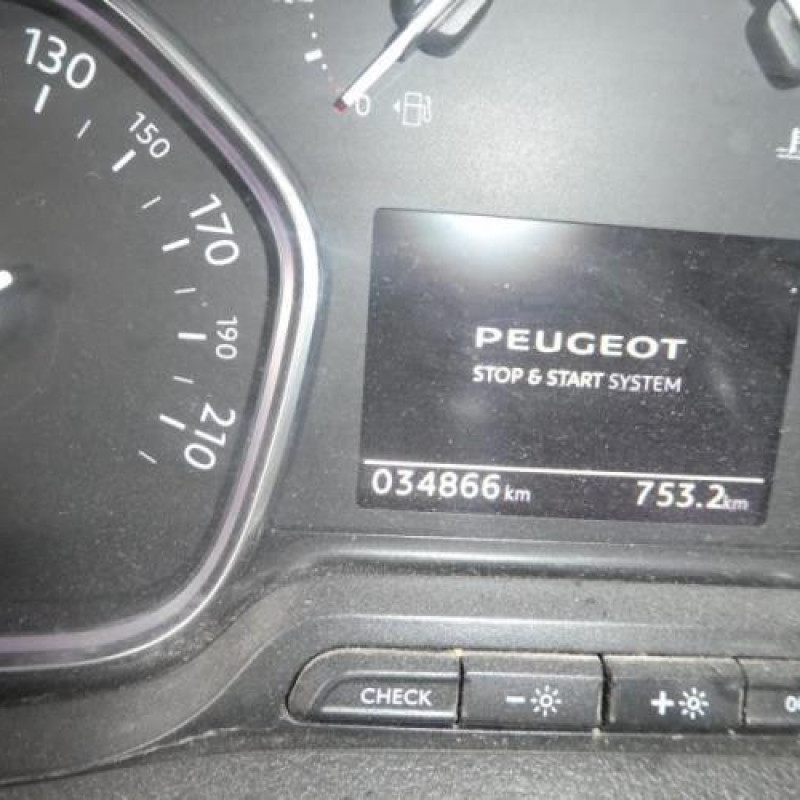 130
150
170
190
210
0
PEUGEOT
STOP & START SYSTEM
034866 km 753.2 km
CHECK - +